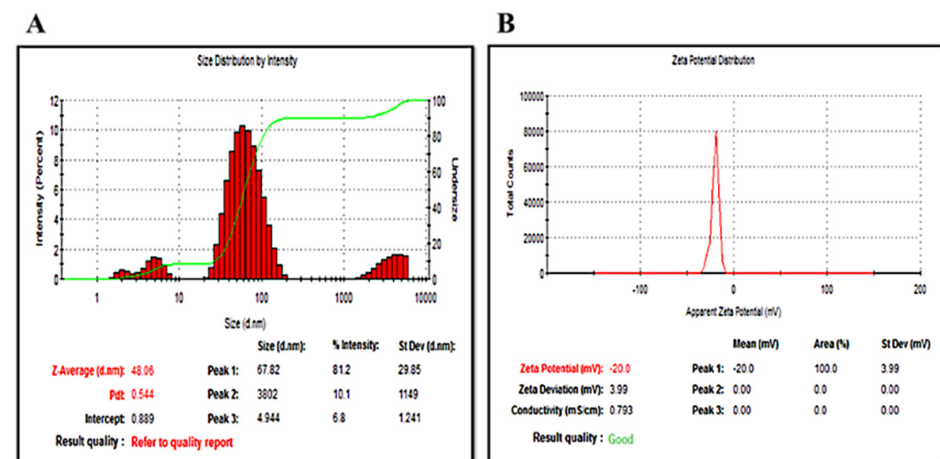 A
Size Distribution by Intensity
12
10
8
6
4
2
0
Intensity (Percent)
100
80
60
40
20
0
Undersize
1 10 100 1000 10000
Size (d.nm)
Size (d.nm): % Intensity: St Dev (d.nm):
Z-Average (d.nm): 48.06 Peak 1: 67.82 81.2 29.85
PdI: 0.544 Peak 2: 3802 10.1 1149
Intercept: 0.889 Peak 3: 4.944 6.8 1.241
Result quality : Refer to quality report
B
Zeta Potential Distribution
100000
80000
60000
40000
20000
0
Total Counts
-100 0 100 200
Apparent Zeta Potential (mV)
Mean (mV) Area (%) St Dev (mV)
Zeta Potential (mV): -20.0 Peak 1: -20.0 100.0 3.99
Zeta Deviation (mV): 3.99 Peak 2: 0.00 0.0 0.00
Conductivity (mS/cm): 0.793 Peak 3: 0.00 0.0 0.00
Result quality : Good